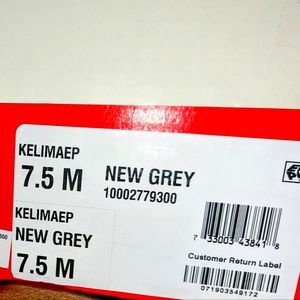 KELIMAEP
7.5 M
NEW GREY
10002779300
7 33003 43841 8
Customer Return Label
071903549172
KELIMAEP
NEW GREY
7.5 M
300